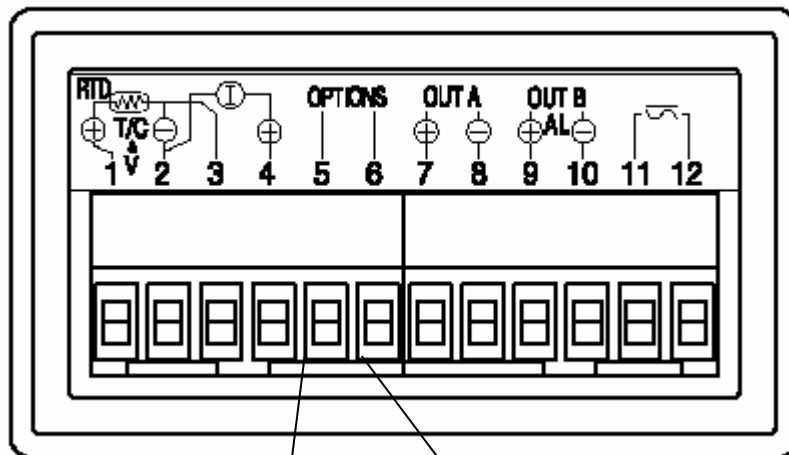 RTD
OPTIONS OUT A OUT B
I
+ T/C - + + - + AL -
&
V
1 2 3 4 5 6 7 8 9 10 11 12